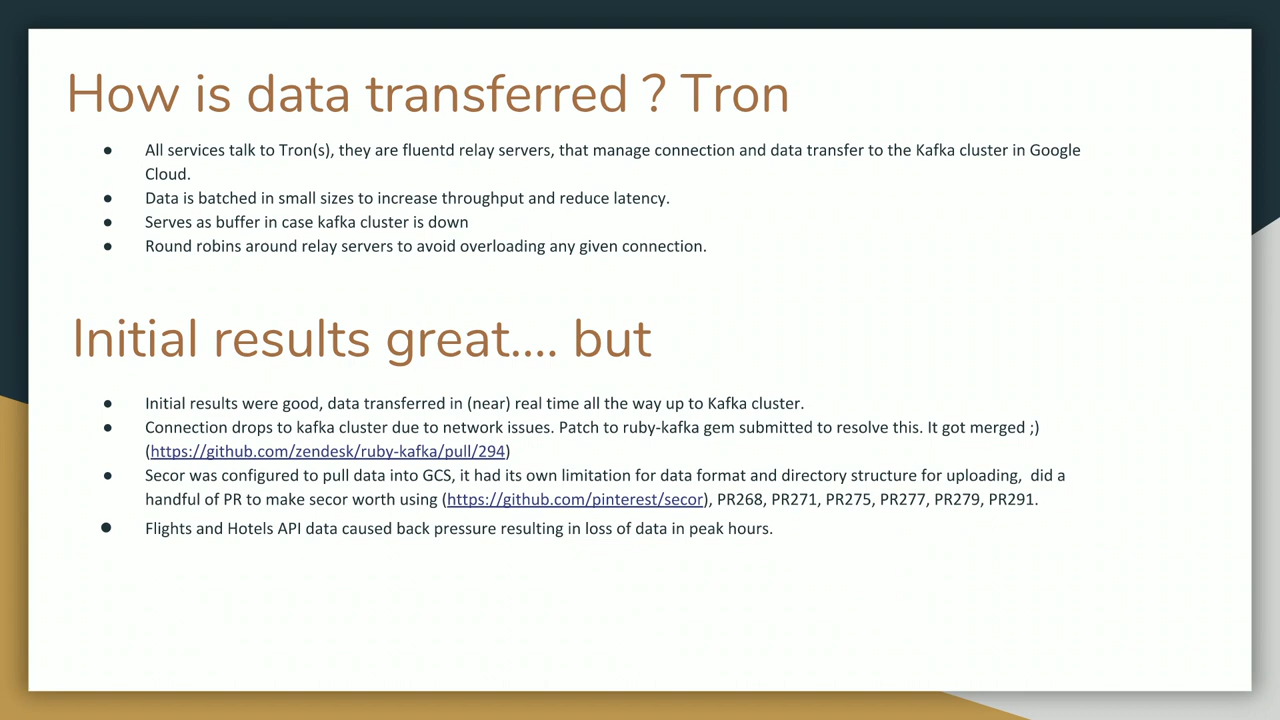 How is data transferred ? Tron
● All services talk to Tron(s), they are fluentd relay servers, that manage connection and data transfer to the Kafka cluster in Google
Cloud.
● Data is batched in small sizes to increase throughput and reduce latency.
● Serves as buffer in case kafka cluster is down
● Round robins around relay servers to avoid overloading any given connection.
Initial results great.... but
● Initial results were good, data transferred in (near) real time all the way up to Kafka cluster.
● Connection drops to kafka cluster due to network issues. Patch to ruby-kafka gem submitted to resolve this. It got merged ;)
(https://github.com/zendesk/ruby-kafka/pull/294)
● Secor was configured to pull data into GCS, it had its own limitation for data format and directory structure for uploading, did a
handful of PR to make secor worth using (https://github.com/pinterest/secor), PR268, PR271, PR275, PR277, PR279, PR291.
● Flights and Hotels API data caused back pressure resulting in loss of data in peak hours.